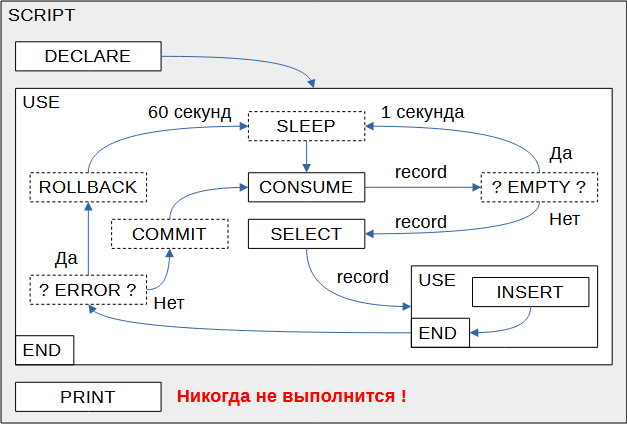 SCRIPT
DECLARE
USE
60 секунд
SLEEP
1 секунда
Да
ROLLBACK
CONSUME
record
? EMPTY ?
COMMIT
SELECT
record
Нет
Да
? ERROR ?
Нет
record
USE
INSERT
END
END
PRINT
Никогда не выполнится !